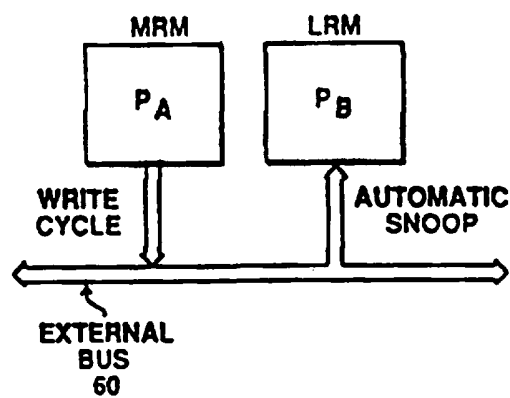 MRM
LRM
PA
PB
WRITE
CYCLE
AUTOMATIC
SNOOP
EXTERNAL
BUS
60